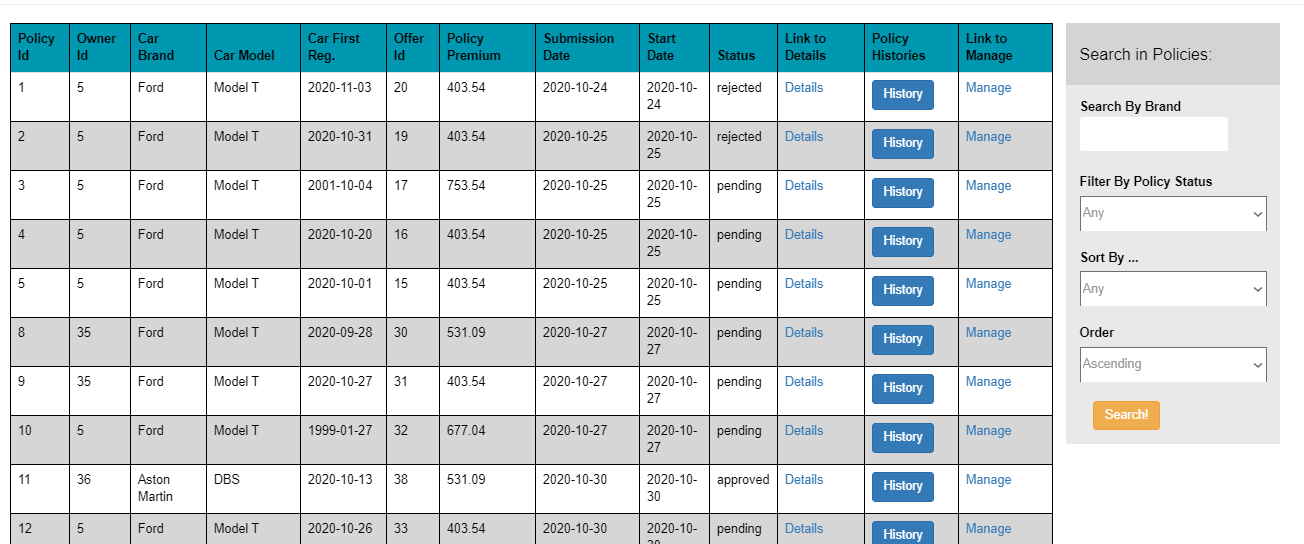 Policy Id Owner Id Car Brand Car Model Car First Reg. Offer Id Policy Premium Submission Date Start Date Status Link to Details Policy Histories Link to Manage
1 5 Ford Model T 2020-11-03 20 403.54 2020-10-24 2020-10-24 rejected Details History Manage
2 5 Ford Model T 2020-10-31 19 403.54 2020-10-25 2020-10-25 rejected Details History Manage
3 5 Ford Model T 2001-10-04 17 753.54 2020-10-25 2020-10-25 pending Details History Manage
4 5 Ford Model T 2020-10-20 16 403.54 2020-10-25 2020-10-25 pending Details History Manage
5 5 Ford Model T 2020-10-01 15 403.54 2020-10-25 2020-10-25 pending Details History Manage
8 35 Ford Model T 2020-09-28 30 531.09 2020-10-27 2020-10-27 pending Details History Manage
9 35 Ford Model T 2020-10-27 31 403.54 2020-10-27 2020-10-27 pending Details History Manage
10 5 Ford Model T 1999-01-27 32 677.04 2020-10-27 2020-10-27 pending Details History Manage
11 36 Aston Martin DBS 2020-10-13 38 531.09 2020-10-30 2020-10-30 approved Details History Manage
12 5 Ford Model T 2020-10-26 33 403.54 2020-10-30 2020-10- pending Details History Manage
Search in Policies:
Search By Brand
Filter By Policy Status
Any
Sort By ...
Any
Order
Ascending
Search!